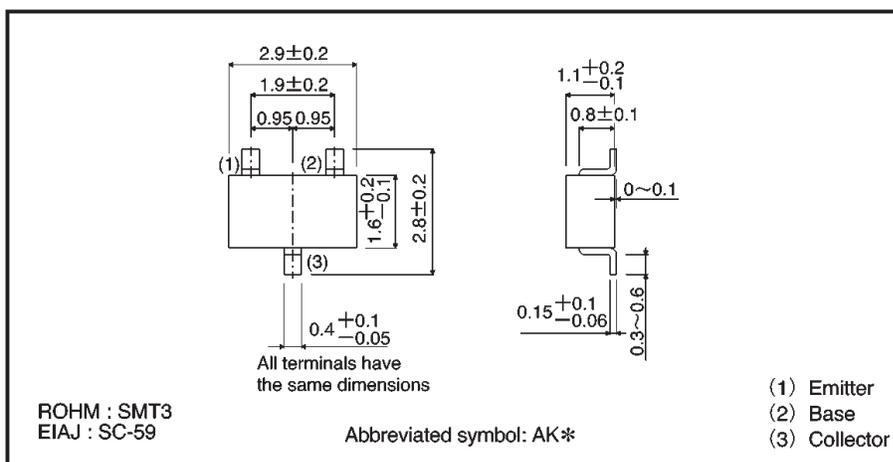 2.9±0.2
1.9±0.2
0.95 0.95
(1)
(2)
1.6+0.2−0.1
2.8±0.2
(3)
0.4+0.1−0.05
All terminals have
the same dimensions
1.1+0.2−0.1
0.8±0.1
0~0.1
0.15+0.1−0.06
0.3~0.6
ROHM : SMT3
EIAJ : SC-59
Abbreviated symbol: AK*
(1) Emitter
(2) Base
(3) Collector